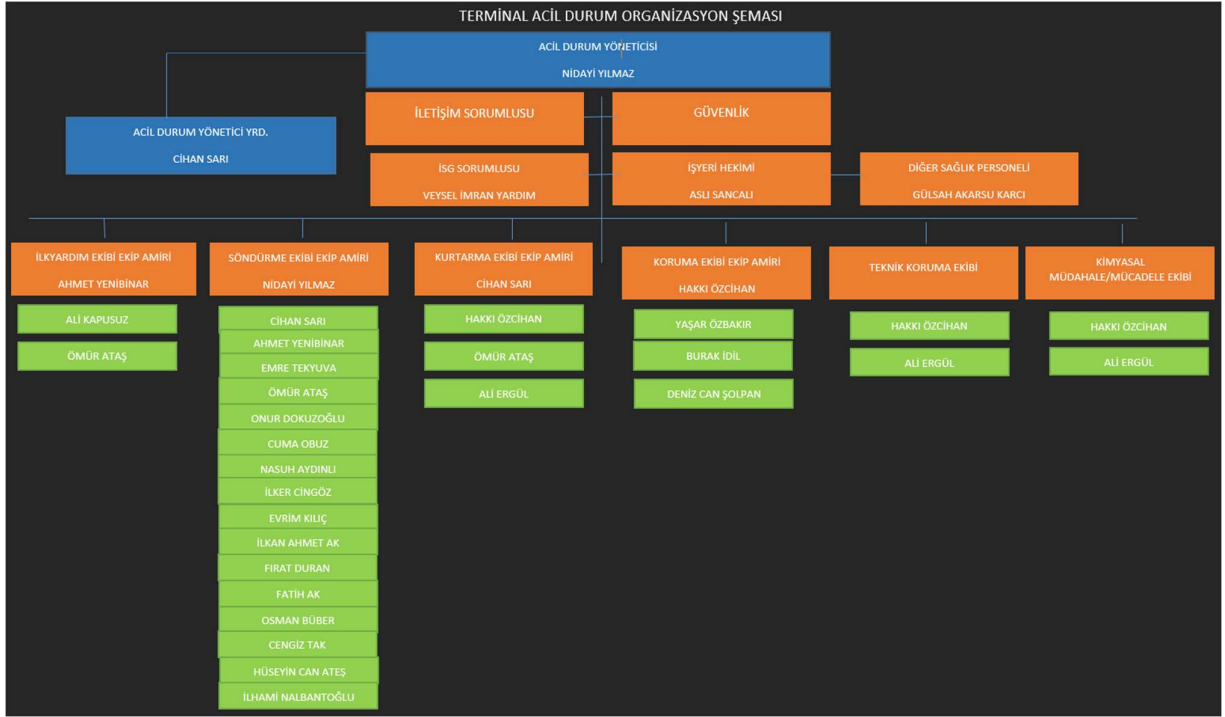 TERMİNAL ACİL DURUM ORGANİZASYON ŞEMASI
ACİL DURUM YÖNETİCİSİ
NİDAYİ YILMAZ
ACİL DURUM YÖNETİCİ YRD.
CİHAN SARI
İLETİŞİM SORUMLUSU
GÜVENLİK
İSG SORUMLUSU
VEYSEL İMRAN YARDIM
İŞYERİ HEKİMİ
ASLI SANCALI
DİĞER SAĞLIK PERSONELİ
GÜLSAH AKARSU KARCI
İLKYARDIM EKİBİ EKİP AMİRİ
AHMET YENİBİNAR
ALİ KAPUSUZ
ÖMÜR ATAŞ
SÖNDÜRME EKİBİ EKİP AMİRİ
NİDAYİ YILMAZ
CİHAN SARI
AHMET YENİBİNAR
EMRE TEKYUVA
ÖMÜR ATAŞ
ONUR DOKUZOĞLU
CUMA OBUZ
NASUH AYDINLI
İLKER CİNGÖZ
EVRİM KILIÇ
İLKAN AHMET AK
FIRAT DURAN
FATİH AK
OSMAN BÜBER
CENGİZ TAK
HÜSEYİN CAN ATEŞ
İLHAMİ NALBANTOĞLU
KURTARMA EKİBİ EKİP AMİRİ
CİHAN SARI
HAKKI ÖZCİHAN
ÖMÜR ATAŞ
ALİ ERGÜL
KORUMA EKİBİ EKİP AMİRİ
HAKKI ÖZCİHAN
YAŞAR ÖZBAKIR
BURAK İDİL
DENİZ CAN ŞOLPAN
TEKNİK KORUMA EKİBİ
HAKKI ÖZCİHAN
ALİ ERGÜL
KİMYASAL
MÜDAHALE/MÜCADELE EKİBİ
HAKKI ÖZCİHAN
ALİ ERGÜL